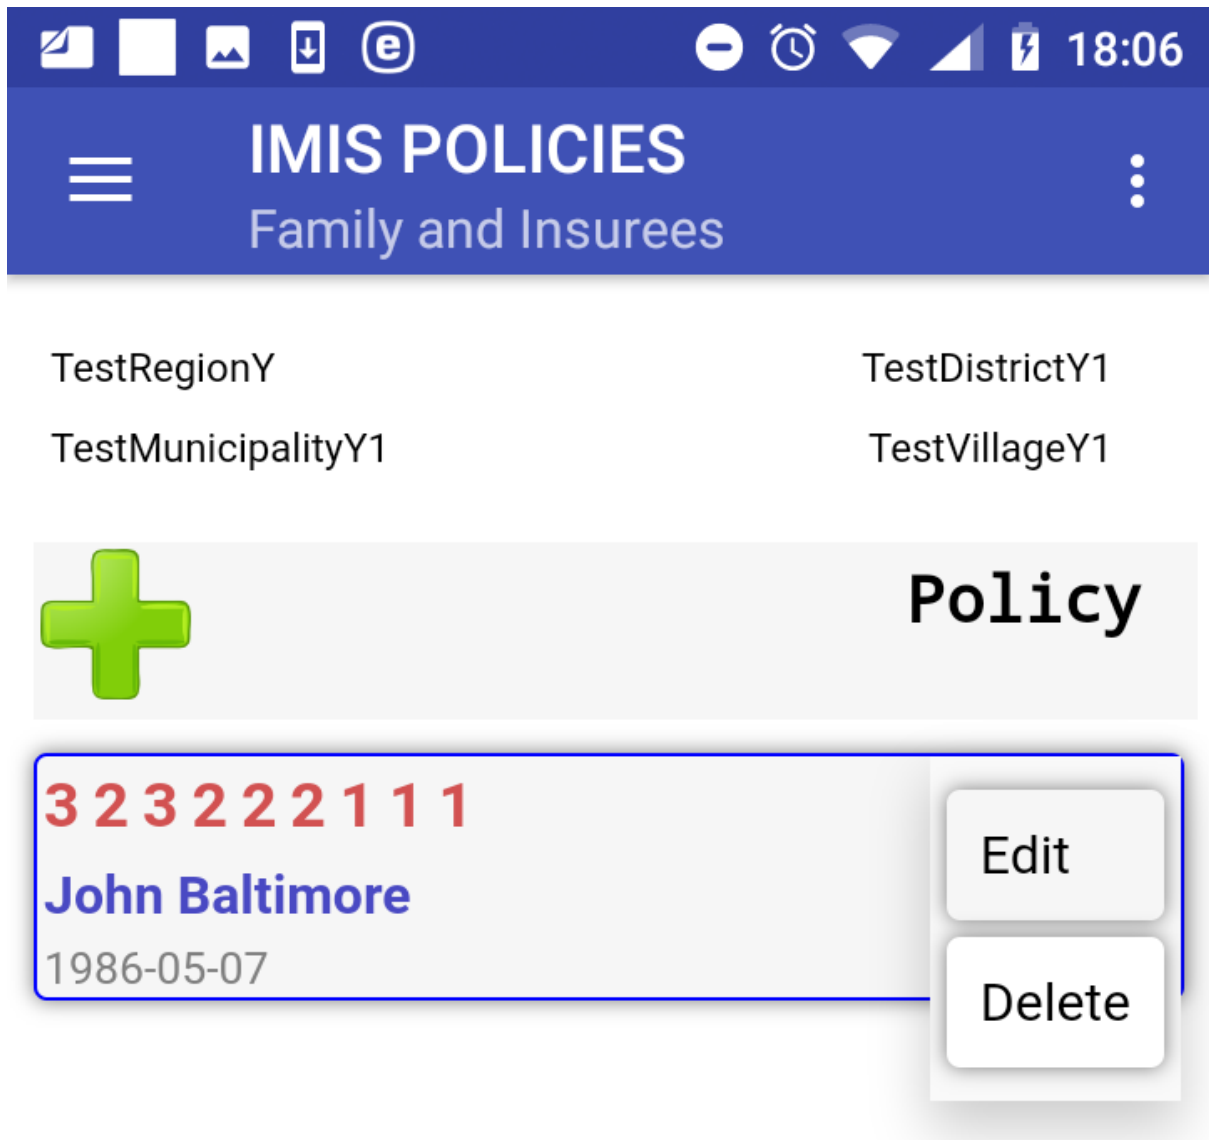 18:06
IMIS POLICIES
Family and Insurees
TestRegionY TestDistrictY1
TestMunicipalityY1 TestVillageY1
Policy
3 2 3 2 2 2 1 1 1
John Baltimore
1986-05-07
Edit
Delete